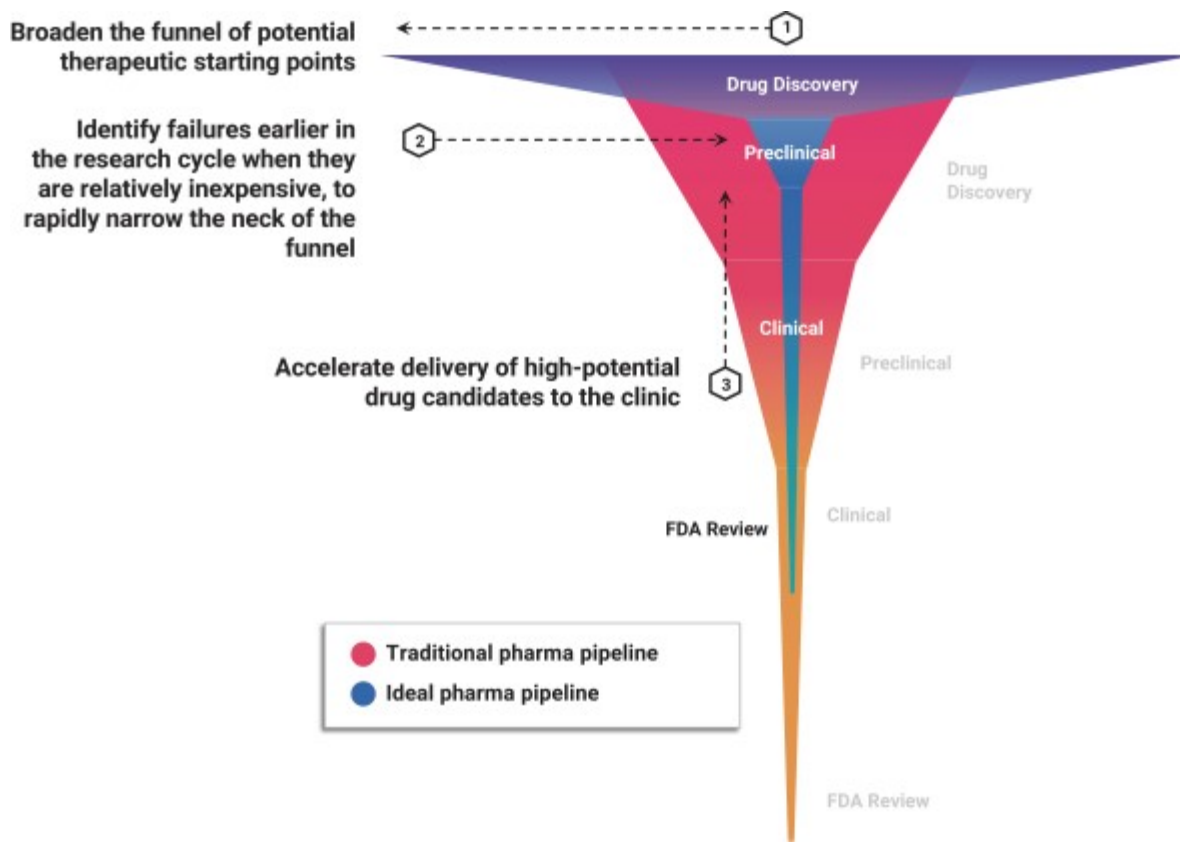 1
Broaden the funnel of potential
therapeutic starting points
Drug Discovery
Identify failures earlier in
the research cycle when they
are relatively inexpensive, to
rapidly narrow the neck of the
funnel
2
Preclinical
Drug
Discovery
Clinical
Accelerate delivery of high-potential
drug candidates to the clinic
3
Preclinical
FDA Review
Clinical
Traditional pharma pipeline
Ideal pharma pipeline
FDA Review